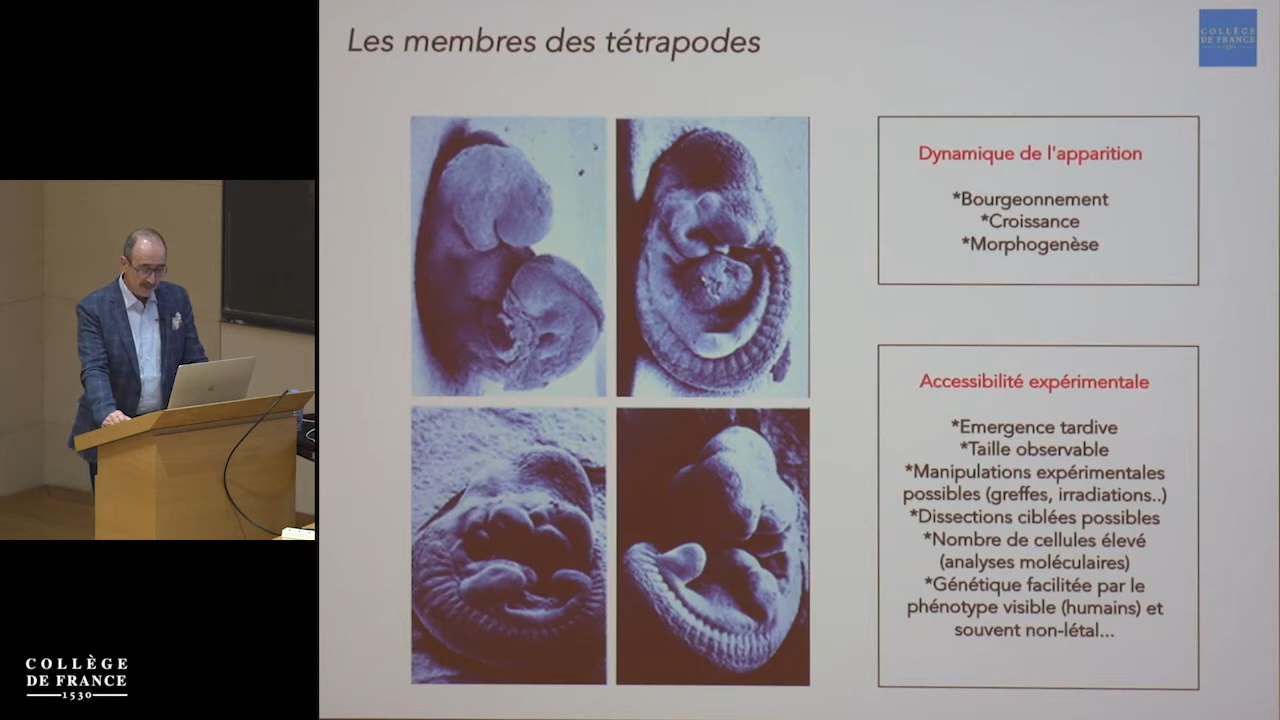 Les membres des tétrapodes
COLLÈGE
DE FRANCE
1530
Dynamique de l'apparition
*Bourgeonnement
*Croissance
*Morphogenèse
Accessibilité expérimentale
*Emergence tardive
*Taille observable
*Manipulations expérimentales
possibles (greffes, irradiations..)
*Dissections ciblées possibles
*Nombre de cellules élevé
(analyses moléculaires)
*Génétique facilitée par le
phénotype visible (humains) et
souvent non-létal...
COLLÈGE
DE FRANCE
1530